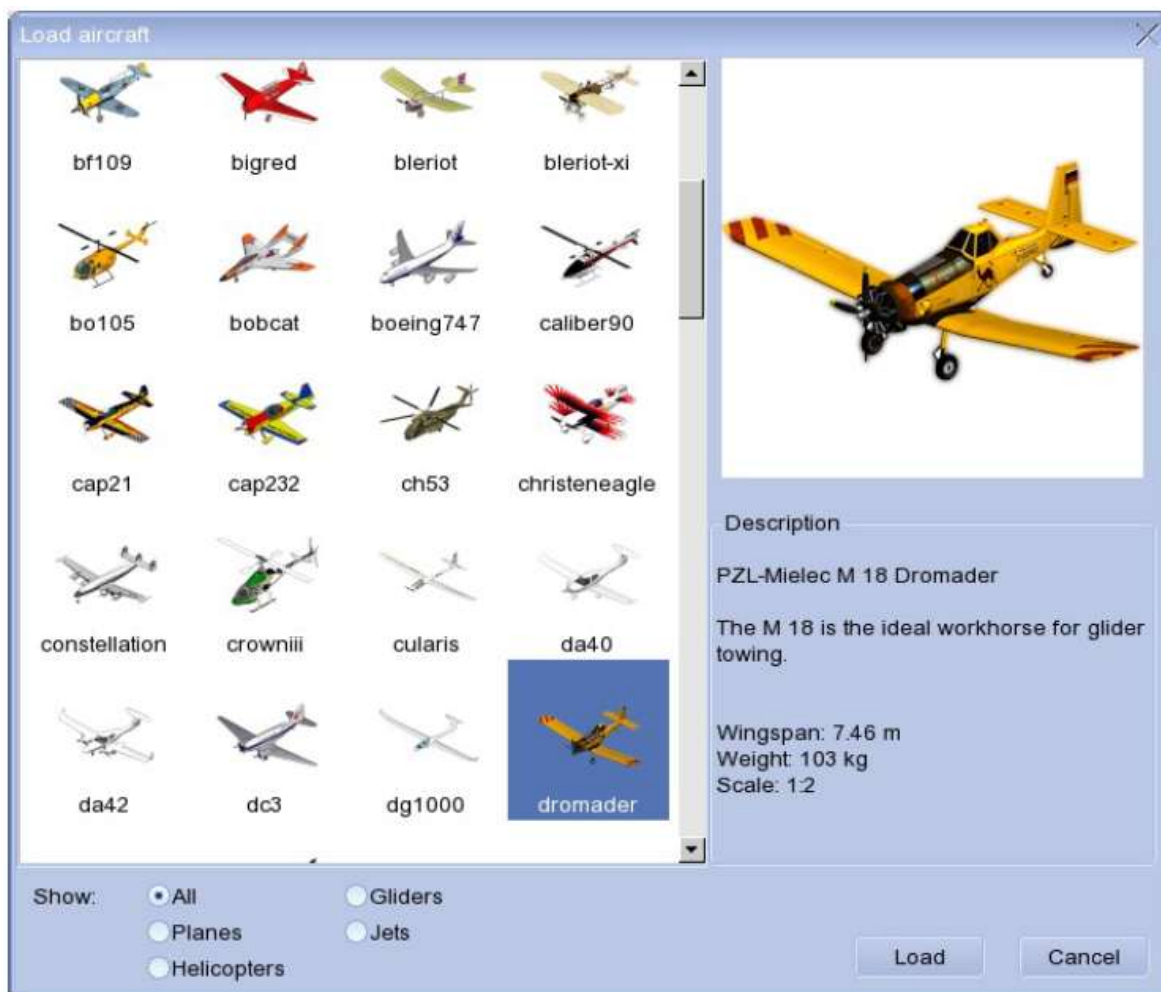 Load aircraft
bf109 bigred bleriot bleriot-xi
bo105 bobcat boeing747 caliber90
cap21 cap232 ch53 christeneagle
constellation crowniii cularis da40
da42 dc3 dg1000 dromader
Description
PZL-Mielec M 18 Dromader
The M 18 is the ideal workhorse for glider
towing.
Wingspan: 7.46 m
Weight: 103 kg
Scale: 1:2
Show: All Gliders
Planes Jets
Helicopters
Load Cancel